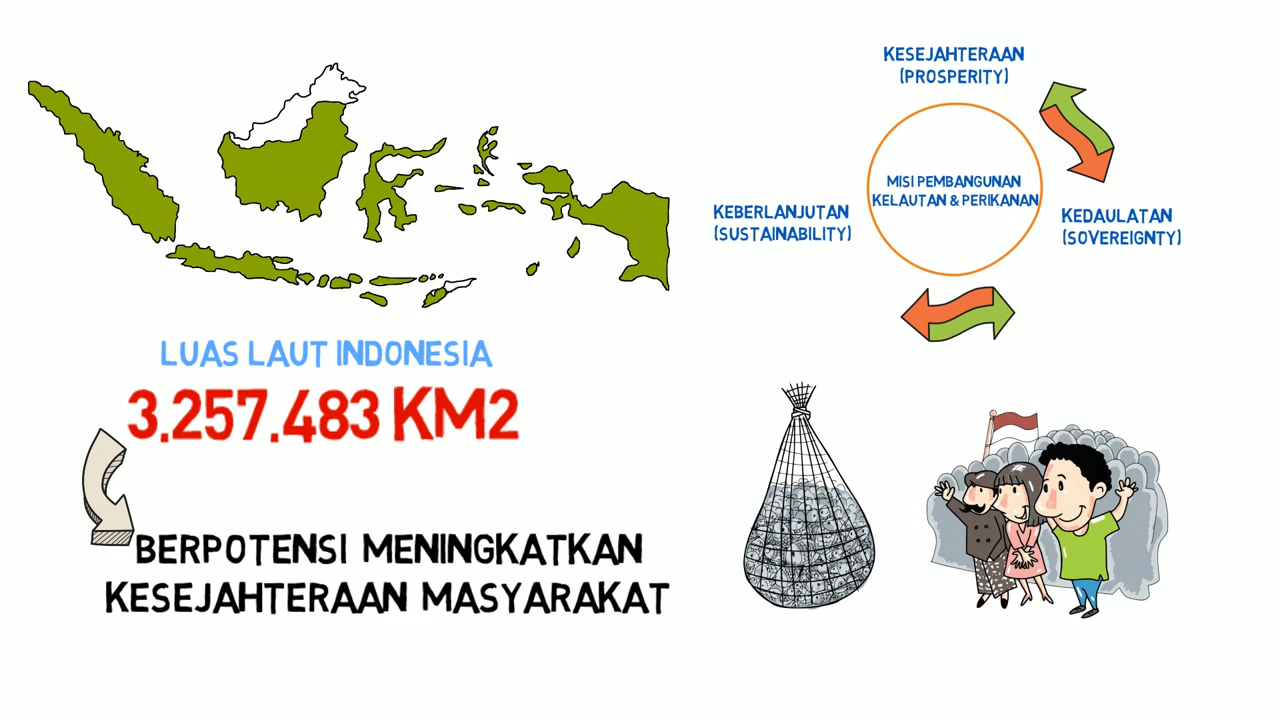 LUAS LAUT INDONESIA
3.257.483 KM2
BERPOTENSI MENINGKATKAN
KESEJAHTERAAN MASYARAKAT
KESEJAHTERAAN
(PROSPERITY)
MISI PEMBANGUNAN
KELAUTAN & PERIKANAN
KEBERLANJUTAN
(SUSTAINABILITY)
KEDAULATAN
(SOVEREIGNTY)